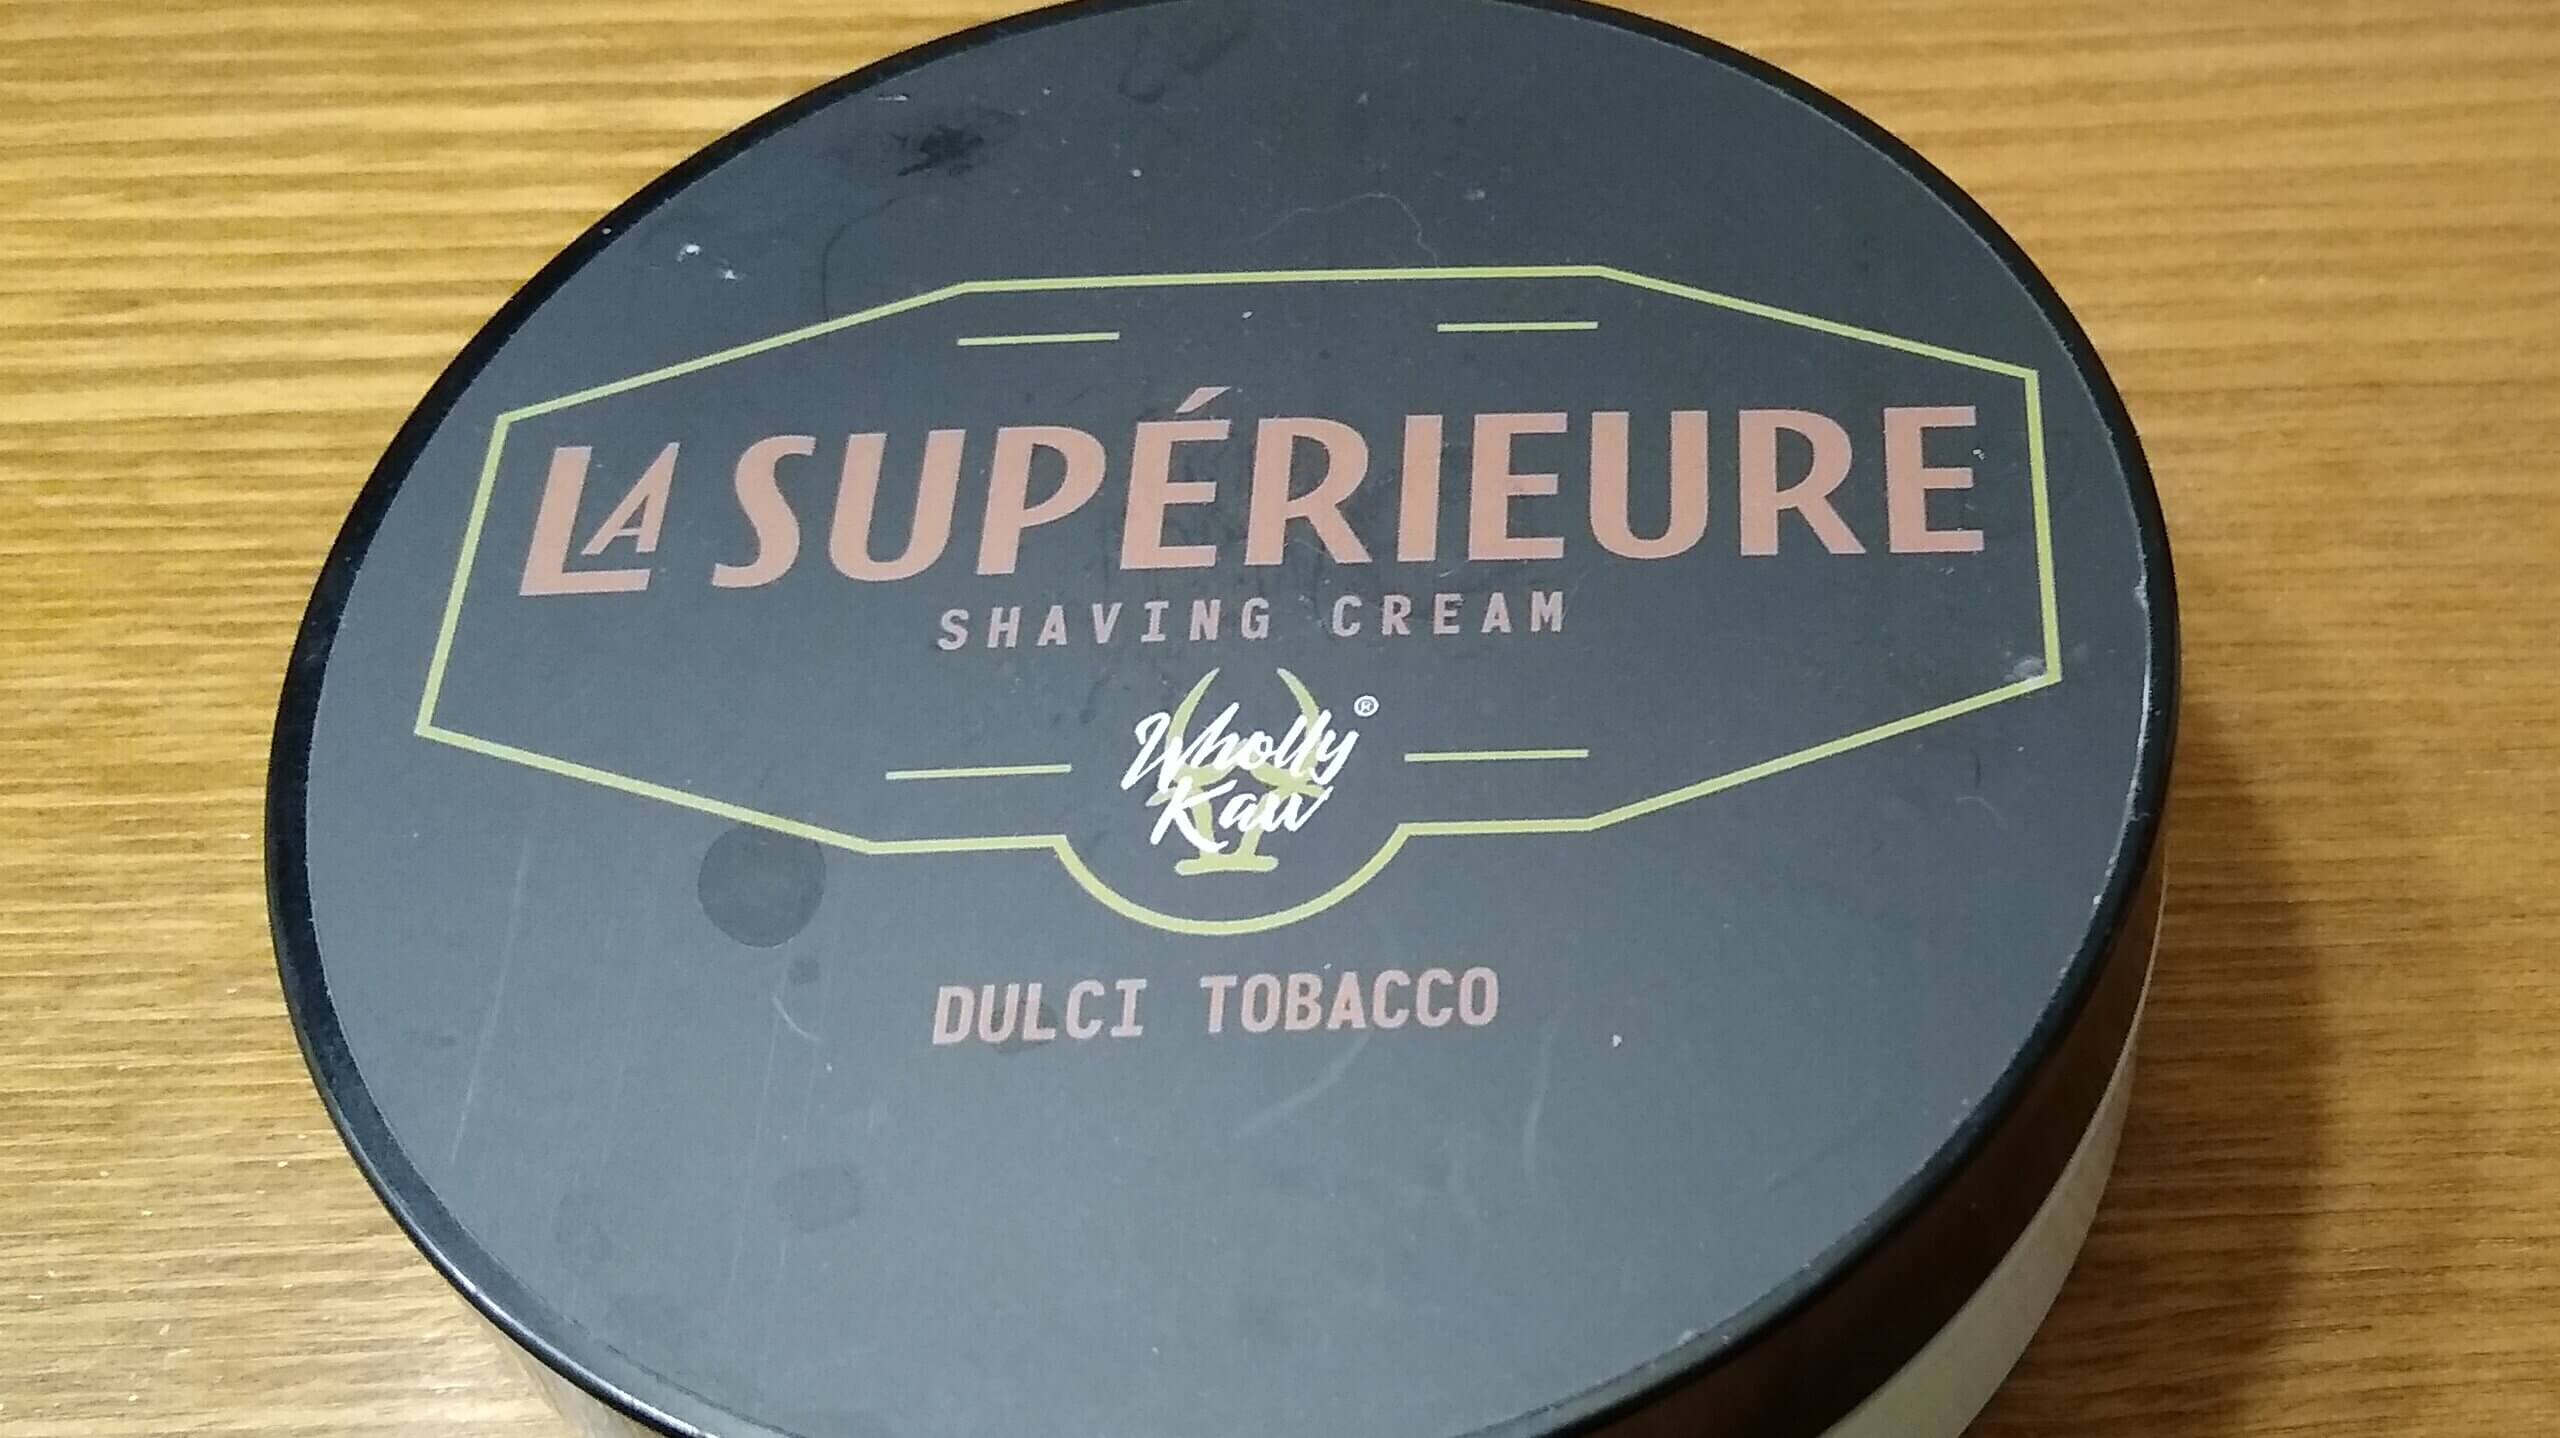 LA SUPÉRIEURE
SHAVING CREAM
Wholly ®
Kaw
DULCI TOBACCO